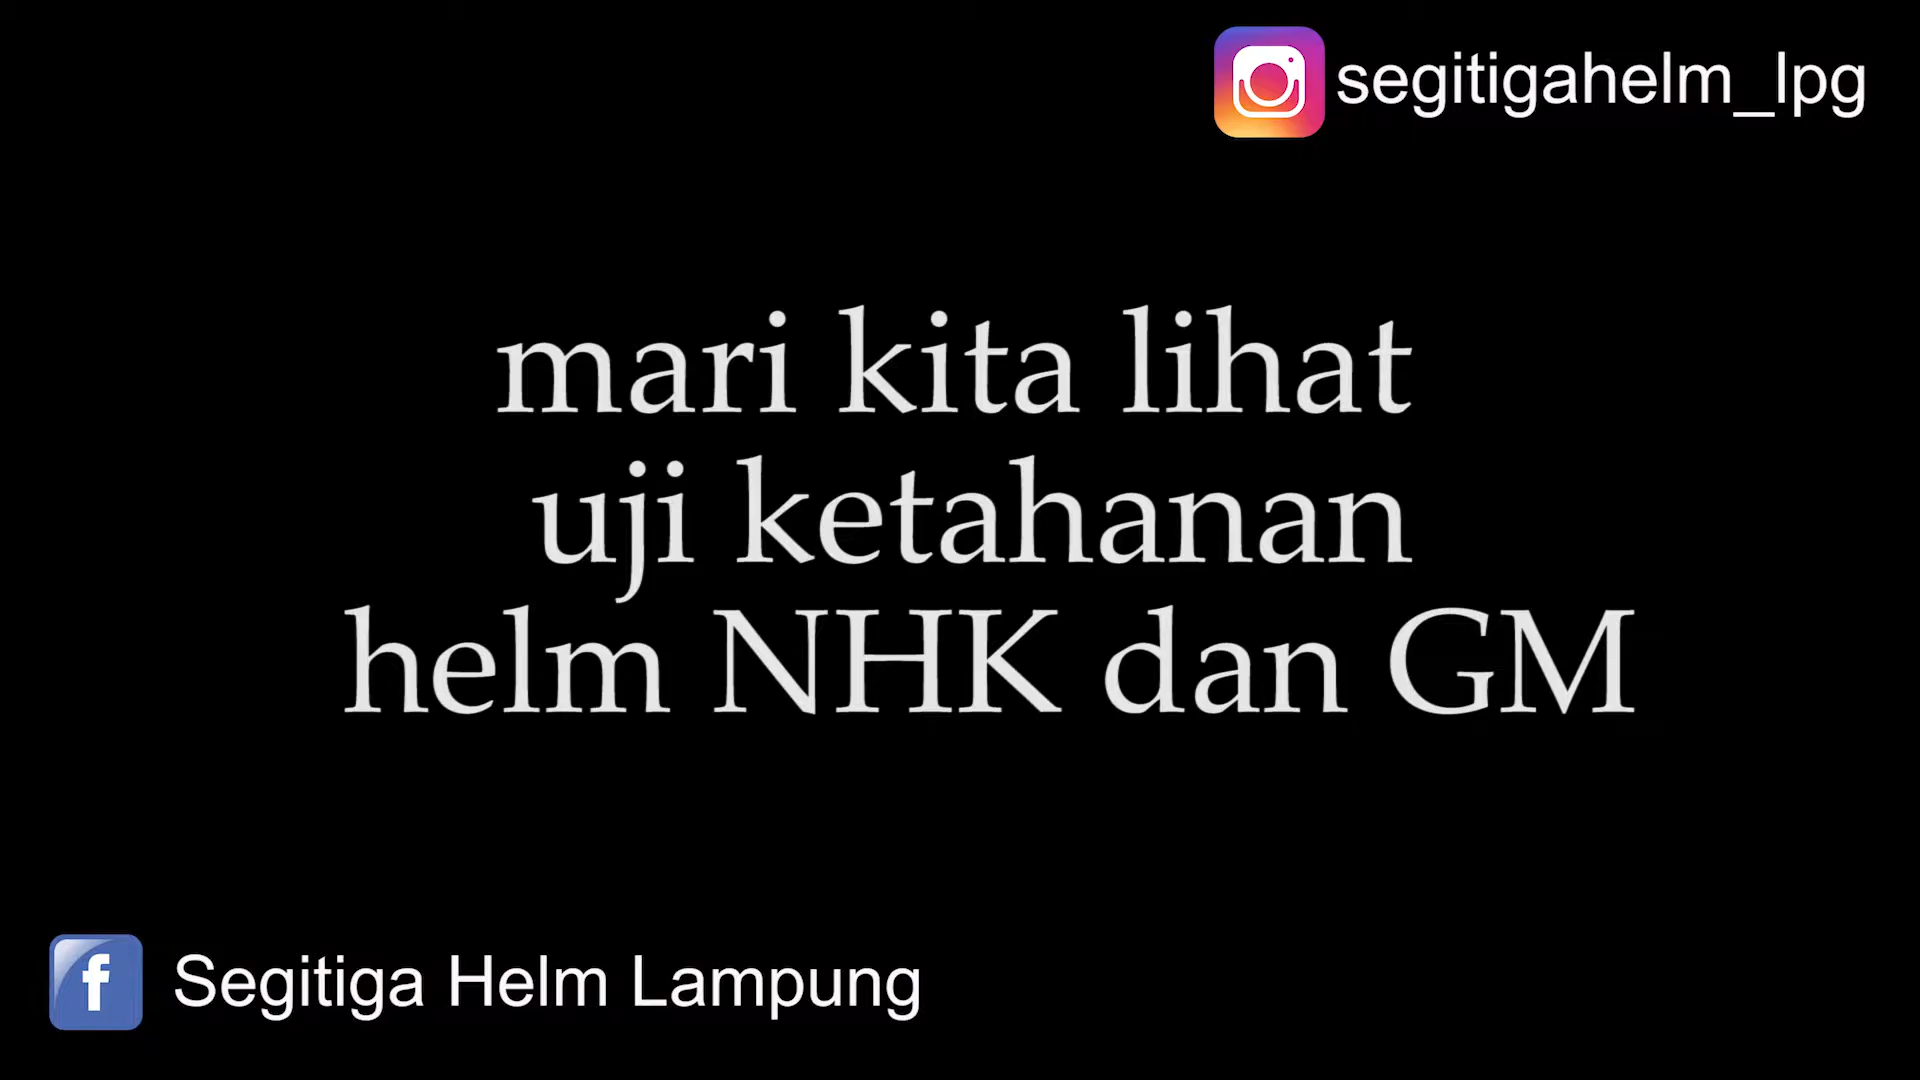 segitigahelm_lpg
mari kita lihat
uji ketahanan
helm NHK dan GM
Segitiga Helm Lampung